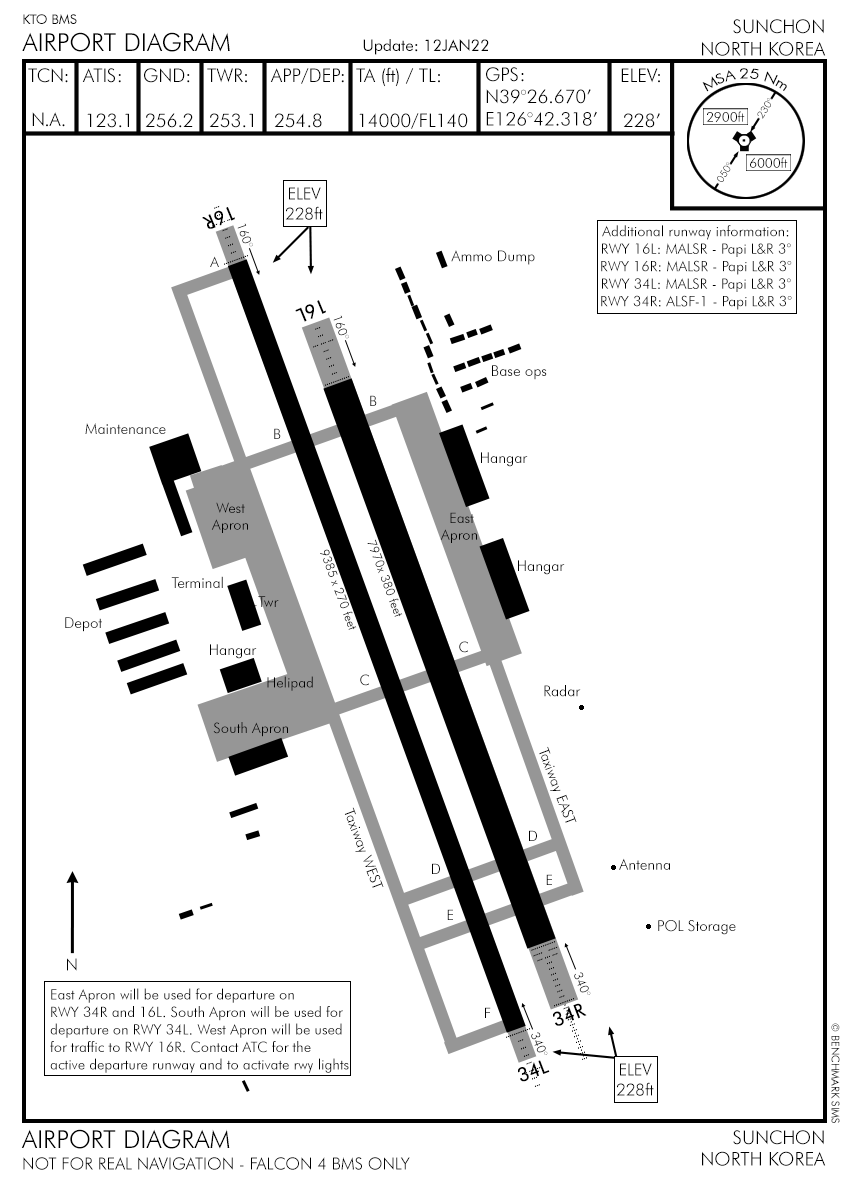 KTO BMS
AIRPORT DIAGRAM
Update: 12JAN22
SUNCHON
NORTH KOREA
TCN: ATIS: GND: TWR: APP/DEP: TA (ft) / TL: GPS: ELEV:
N39°26.670'
N.A. 123.1 256.2 253.1 254.8 14000/FL140 E126°42.318' 228'
MSA 25 Nm
2900ft
230°
6000ft
050°
ELEV
228ft
16R
160°
A
Additional runway information:
RWY 16L: MALSR - Papi L&R 3°
RWY 16R: MALSR - Papi L&R 3°
RWY 34L: MALSR - Papi L&R 3°
RWY 34R: ALSF-1 - Papi L&R 3°
Ammo Dump
16L
160°
Base ops
B
B
Maintenance
Hangar
West
Apron
East
Apron
9385 x 270 feet
7970x 380 feet
Hangar
Terminal
Twr
Depot
Hangar
Helipad
C
C
Radar
South Apron
Taxiway EAST
Taxiway WEST
D
D
Antenna
E
E
POL Storage
N
F
340°
34R
340°
34L
East Apron will be used for departure on
RWY 34R and 16L. South Apron will be used for
departure on RWY 34L. West Apron will be used
for traffic to RWY 16R. Contact ATC for the
active departure runway and to activate rwy lights
ELEV
228ft
© BENCHMARK SIMS
AIRPORT DIAGRAM
NOT FOR REAL NAVIGATION - FALCON 4 BMS ONLY
SUNCHON
NORTH KOREA